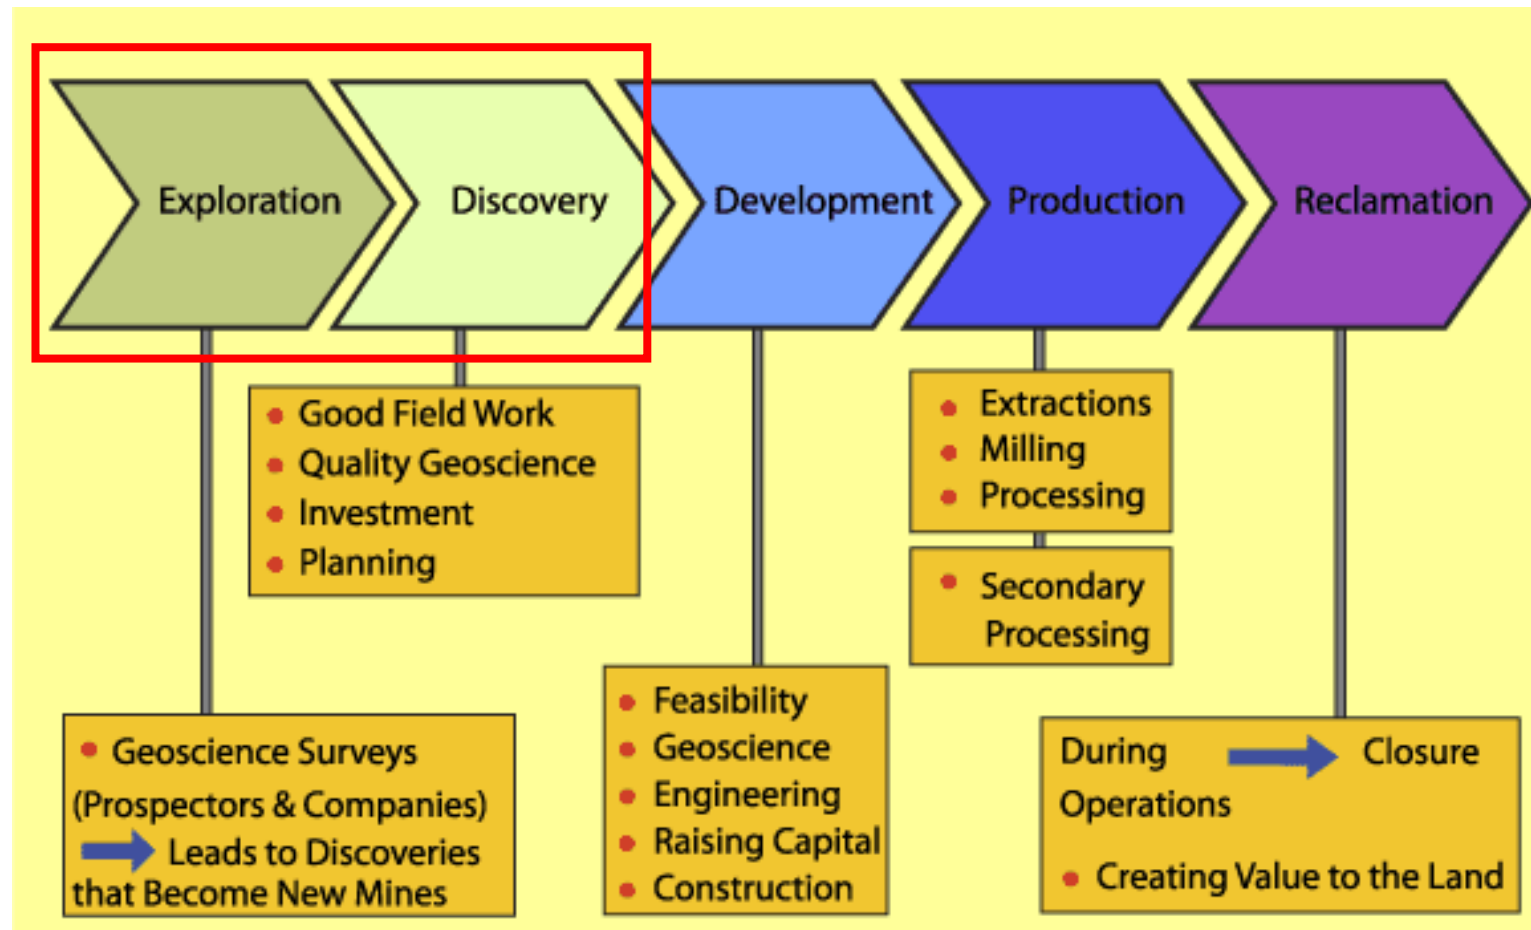 Exploration
Discovery
Development
Production
Reclamation
Good Field Work
Quality Geoscience
Investment
Planning
Geoscience Surveys
(Prospectors & Companies)
Leads to Discoveries
that Become New Mines
Feasibility
Geoscience
Engineering
Raising Capital
Construction
Extractions
Milling
Processing
Secondary
Processing
During Closure
Operations
Creating Value to the Land